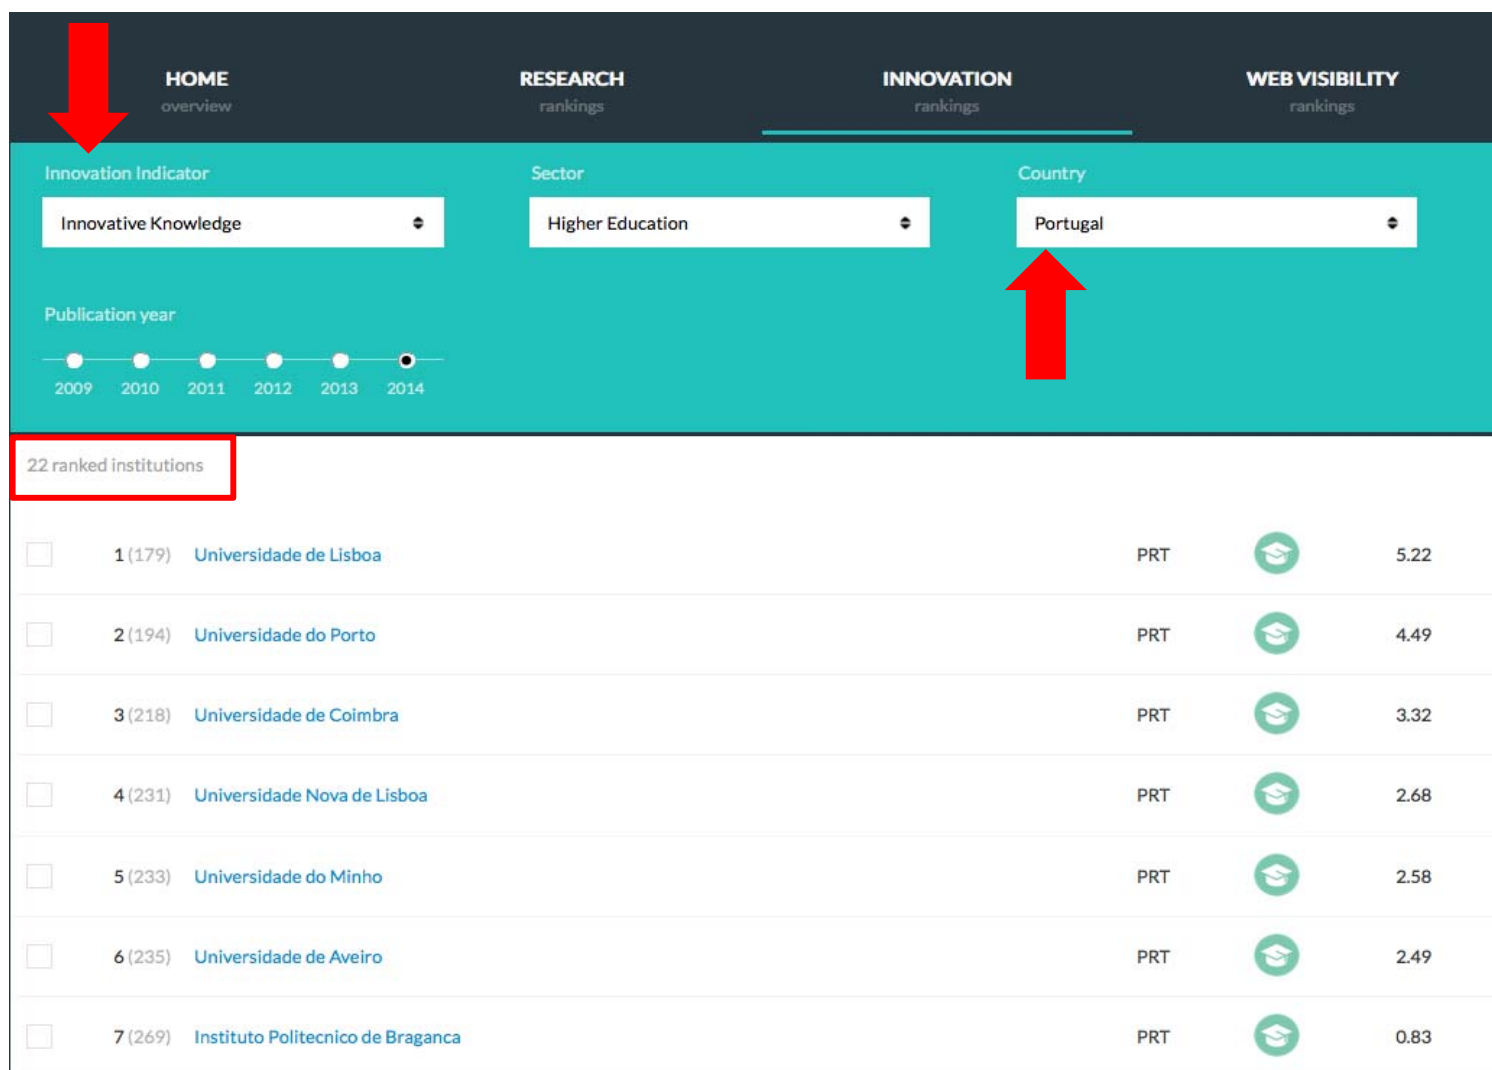 HOME RESEARCH INNOVATION WEB VISIBILITY
overview rankings rankings rankings
Innovation Indicator Sector Country
Innovative Knowledge Higher Education Portugal
Publication year
2009 2010 2011 2012 2013 2014
22 ranked institutions
1 (179) Universidade de Lisboa PRT 5.22
2 (194) Universidade do Porto PRT 4.49
3 (218) Universidade de Coimbra PRT 3.32
4 (231) Universidade Nova de Lisboa PRT 2.68
5 (233) Universidade do Minho PRT 2.58
6 (235) Universidade de Aveiro PRT 2.49
7 (269) Instituto Politecnico de Braganca PRT 0.83